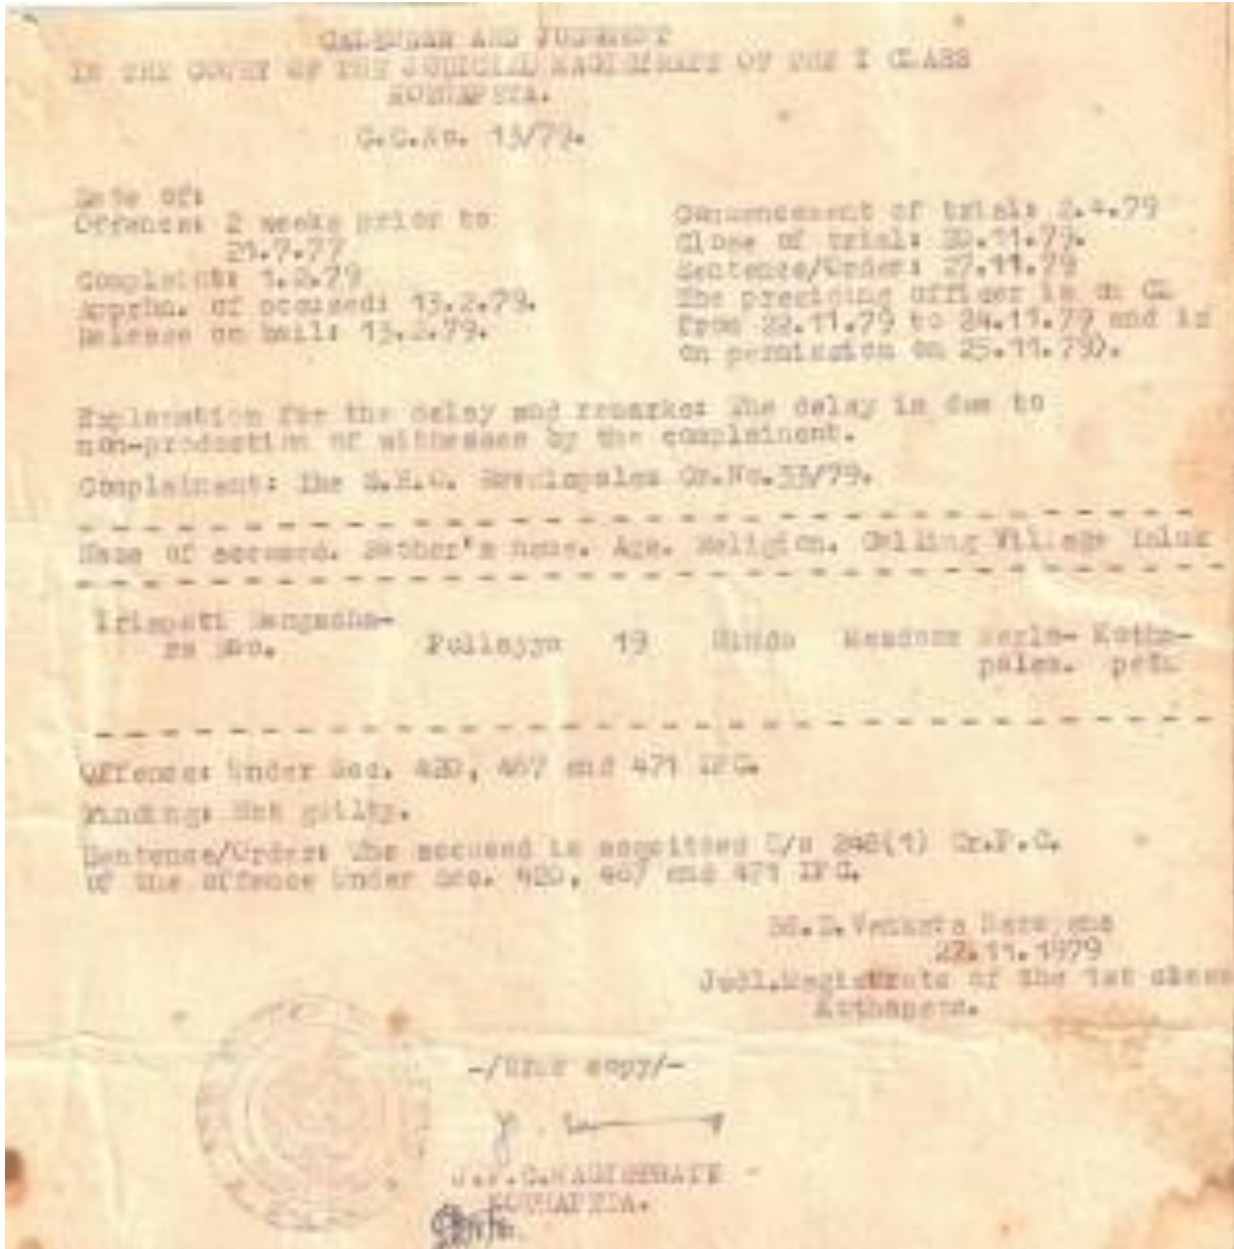 CALENDAR AND JUDGMENT
IN THE COURT OF THE JUDICIAL MAGISTRATE OF THE I CLASS
KOTHAPETA.
C.C.No. 13/79.
Date of:
Offence: 2 weeks prior to
21.7.77
Complaint: 1.2.79
Apprhn. of accused: 13.2.79.
Release on bail: 13.2.79.
Commencement of trial: 2.4.79
Close of trial: 20.11.79.
Sentence/Order: 27.11.79
The presiding officer is on CL
from 22.11.79 to 24.11.79 and is
on permission on 25.11.79).
Explanation for the delay and remarks: The delay is due to
non-production of witnesses by the complainent.
Complainent: The S.H.O. Cr.No.33/79.
Name of accused. Father's name. Age. Religion. Calling Village Taluk
Irlapati
Rao. Pullayya 19 Hindu Kotha-
palem. peta
Offence: Under Sec. 420, 467 and 471 IPC.
Finding: Not guilty.
Sentence/Order: The accused is acquitted U/s 248(1) Cr.P.C.
of the offence under Sec. 420, 467 and 471 IPC.
Sd. Venkata
27.11.1979
Judl.Magistrate of the 1st class
Kothapeta.
-/True copy/-
J.F.C.MAGISTRATE
KOTHAPETA.